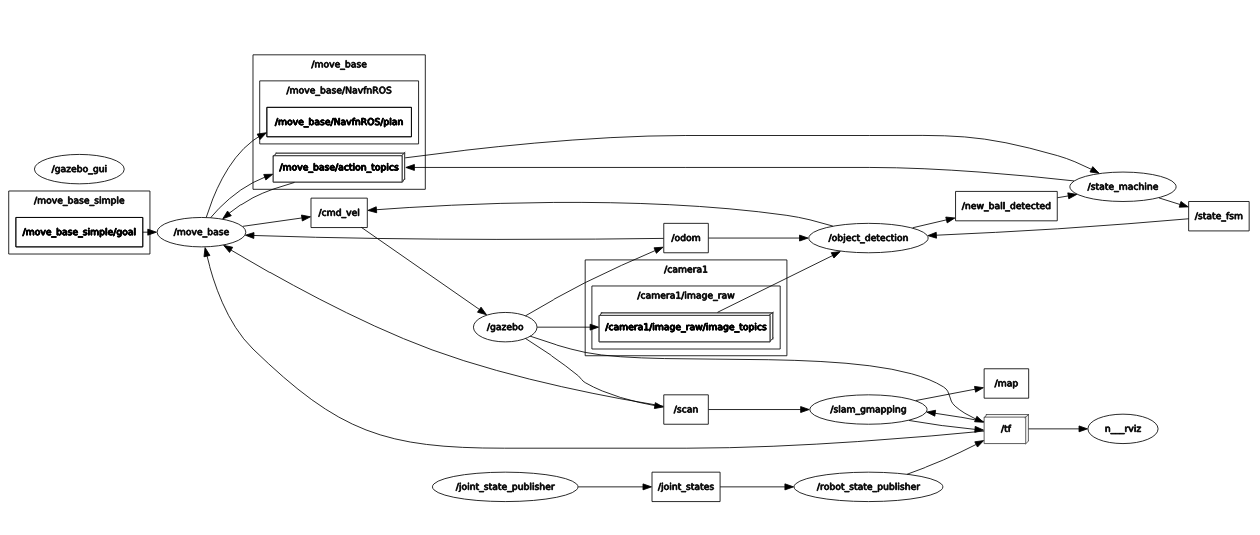 /move_base
/move_base/NavfnROS
/move_base/NavfnROS/plan
/gazebo_gui
/move_base/action_topics
/state_machine
/move_base_simple
/new_ball_detected
/cmd_vel
/state_fsm
/move_base_simple/goal
/move_base
/odom
/object_detection
/camera1
/camera1/image_raw
/gazebo
/camera1/image_raw/image_topics
/map
/scan
/slam_gmapping
/tf
n__rviz
/joint_state_publisher
/joint_states
/robot_state_publisher